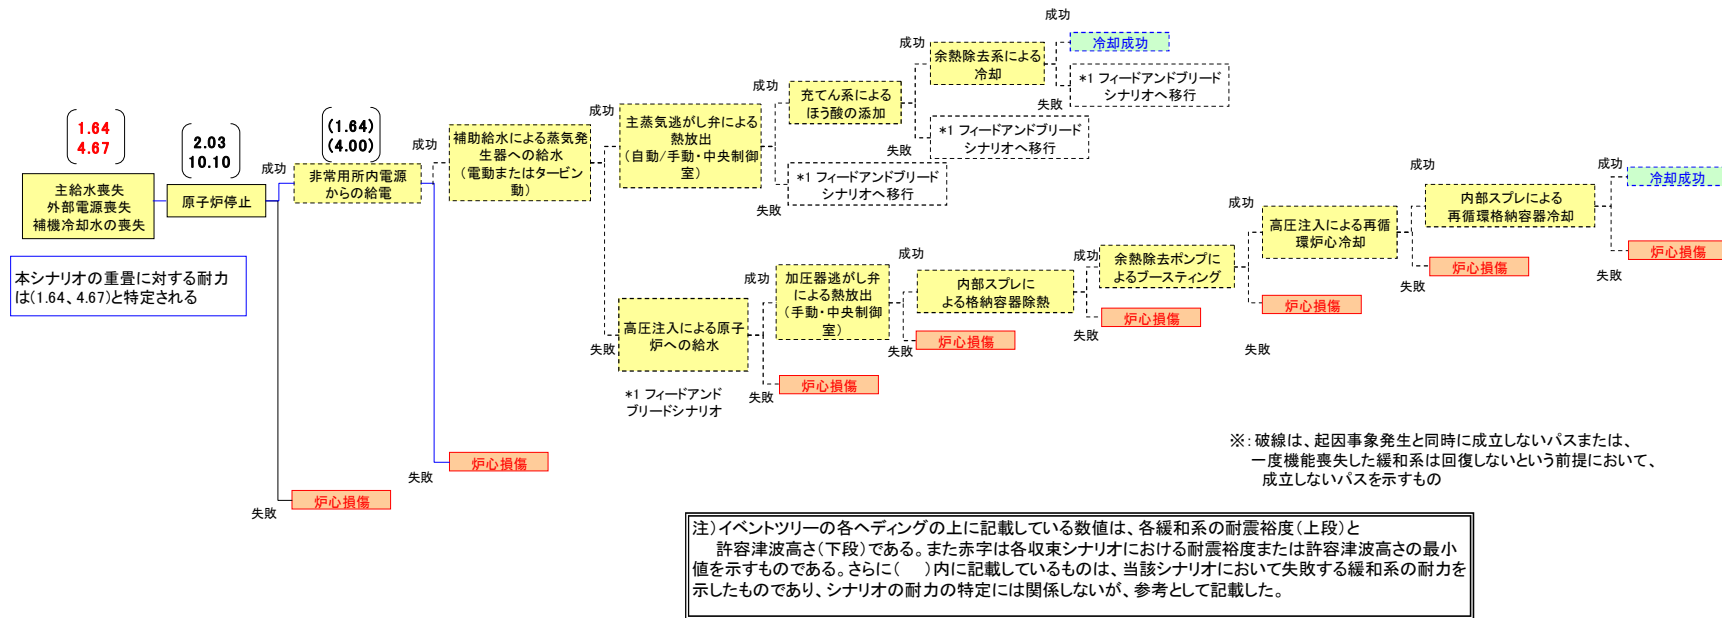 1.64
4.67
主給水喪失
外部電源喪失
補機冷却水の喪失
本シナリオの重畳に対する耐力
は(1.64、4.67)と特定される
2.03
10.10
原子炉停止
成功
失敗
炉心損傷
(1.64)
(4.00)
非常用所内電源
からの給電
成功
失敗
炉心損傷
補助給水による蒸気発
生器への給水
(電動またはタービン
動)
成功
失敗
主蒸気逃がし弁による
熱放出
(自動/手動・中央制御
室)
成功
失敗
*1 フィードアンドブリード
シナリオへ移行
充てん系による
ほう酸の添加
成功
失敗
*1 フィードアンドブリード
シナリオへ移行
余熱除去系による
冷却
成功
冷却成功
失敗
*1 フィードアンドブリード
シナリオへ移行
高圧注入による原子
炉への給水
*1 フィードアンド
ブリードシナリオ
成功
失敗
炉心損傷
加圧器逃がし弁
による熱放出
(手動・中央制御
室)
成功
失敗
炉心損傷
内部スプレイに
よる格納容器除熱
成功
失敗
炉心損傷
余熱除去ポンプに
よるブースティング
成功
失敗
炉心損傷
高圧注入による再循
環炉心冷却
成功
失敗
炉心損傷
内部スプレイによる
再循環格納容器冷却
成功
冷却成功
失敗
炉心損傷
※:破線は、起因事象発生と同時に成立しないパスまたは、
一度機能喪失した緩和系は回復しないという前提において、
成立しないパスを示すもの
注)イベントツリーの各ヘディングの上に記載している数値は、各緩和系の耐震裕度(上段)と
許容津波高さ(下段)である。また赤字は各収束シナリオにおける耐震裕度または許容津波高さの最小
値を示すものである。さらに( )内に記載しているものは、当該シナリオにおいて失敗する緩和系の耐力を
示したものであり、シナリオの耐力の特定には関係しないが、参考として記載した。